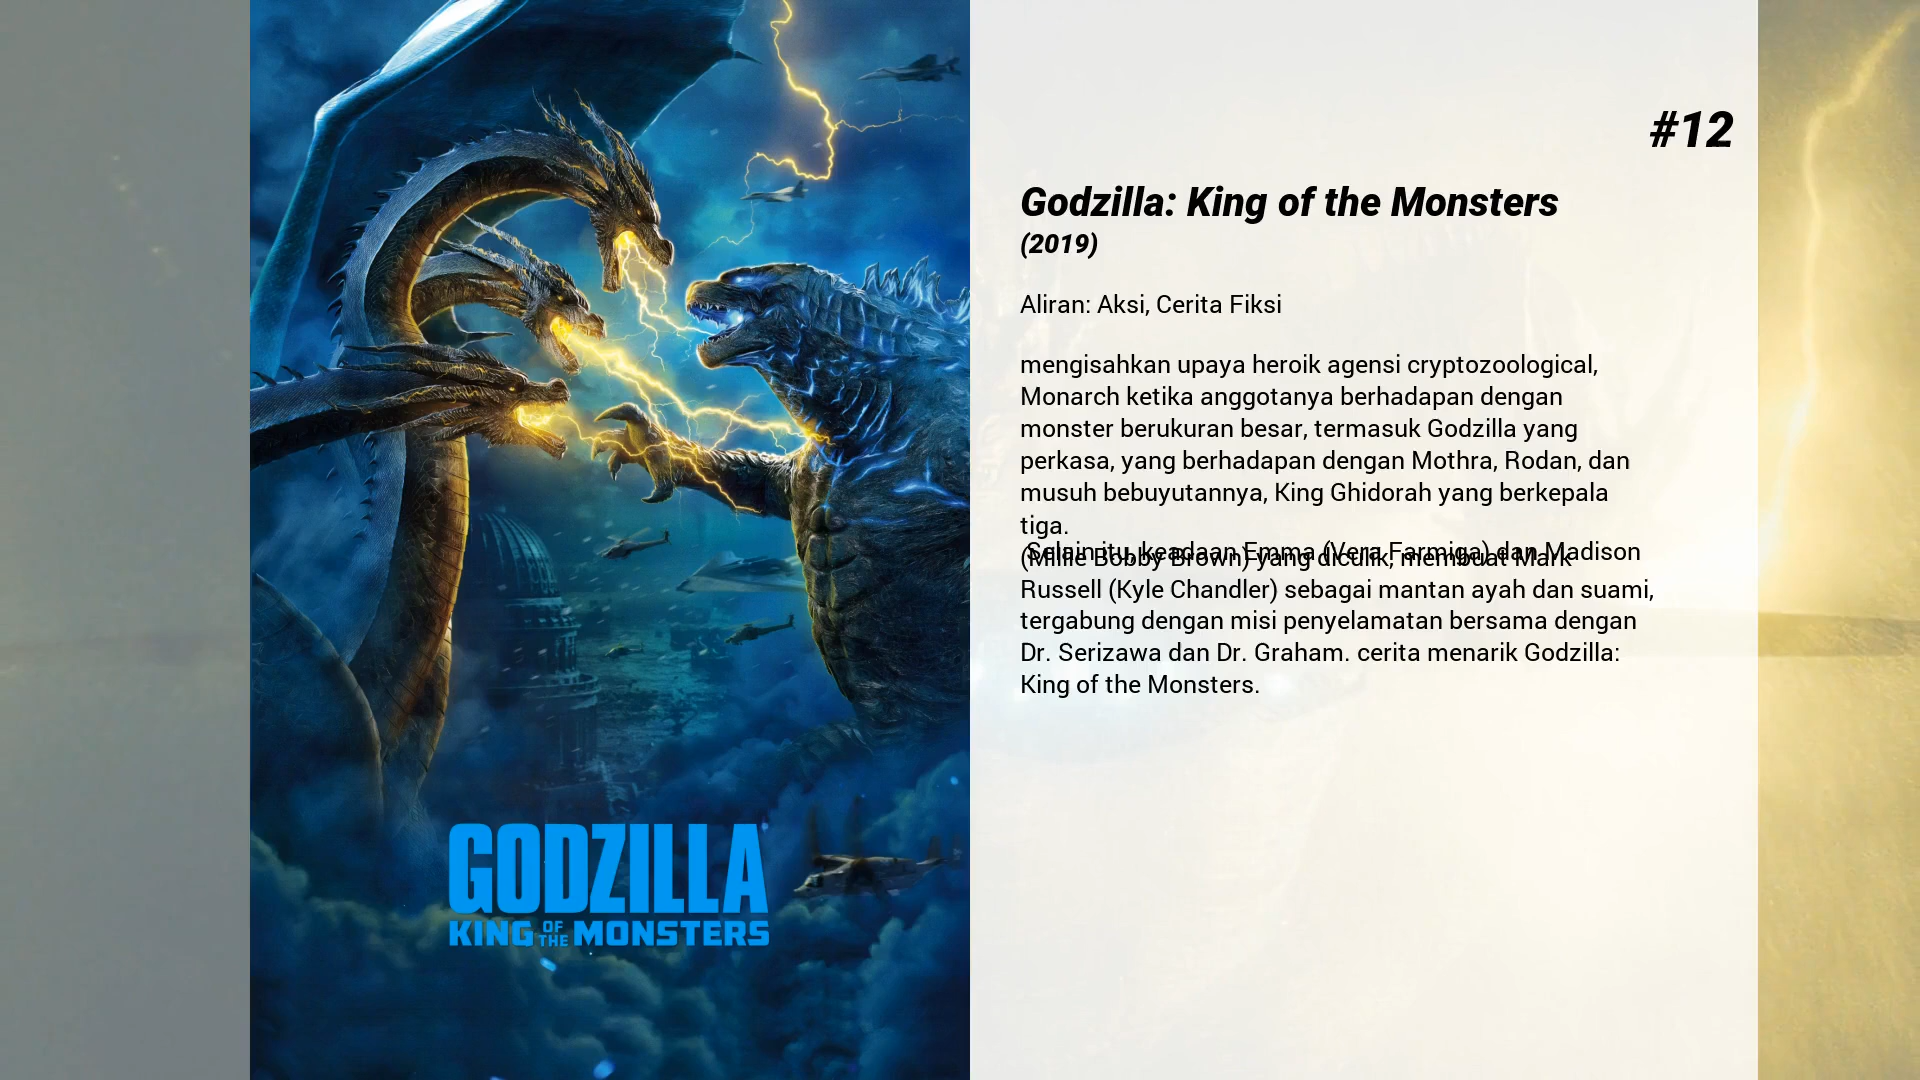 #12
Godzilla: King of the Monsters
(2019)
Aliran: Aksi, Cerita Fiksi
mengisahkan upaya heroik agensi cryptozoological,
Monarch ketika anggotanya berhadapan dengan
monster berukuran besar, termasuk Godzilla yang
perkasa, yang berhadapan dengan Mothra, Rodan, dan
musuh bebuyutannya, King Ghidorah yang berkepala
tiga.
Selain itu, keadaan Emma (Vera Farmiga) dan Madison
(Millie Bobby Brown) yang diculik, membuat Mark
Russell (Kyle Chandler) sebagai mantan ayah dan suami,
tergabung dengan misi penyelamatan bersama dengan
Dr. Serizawa dan Dr. Graham. cerita menarik Godzilla:
King of the Monsters.
GODZILLA
KING OF THE MONSTERS